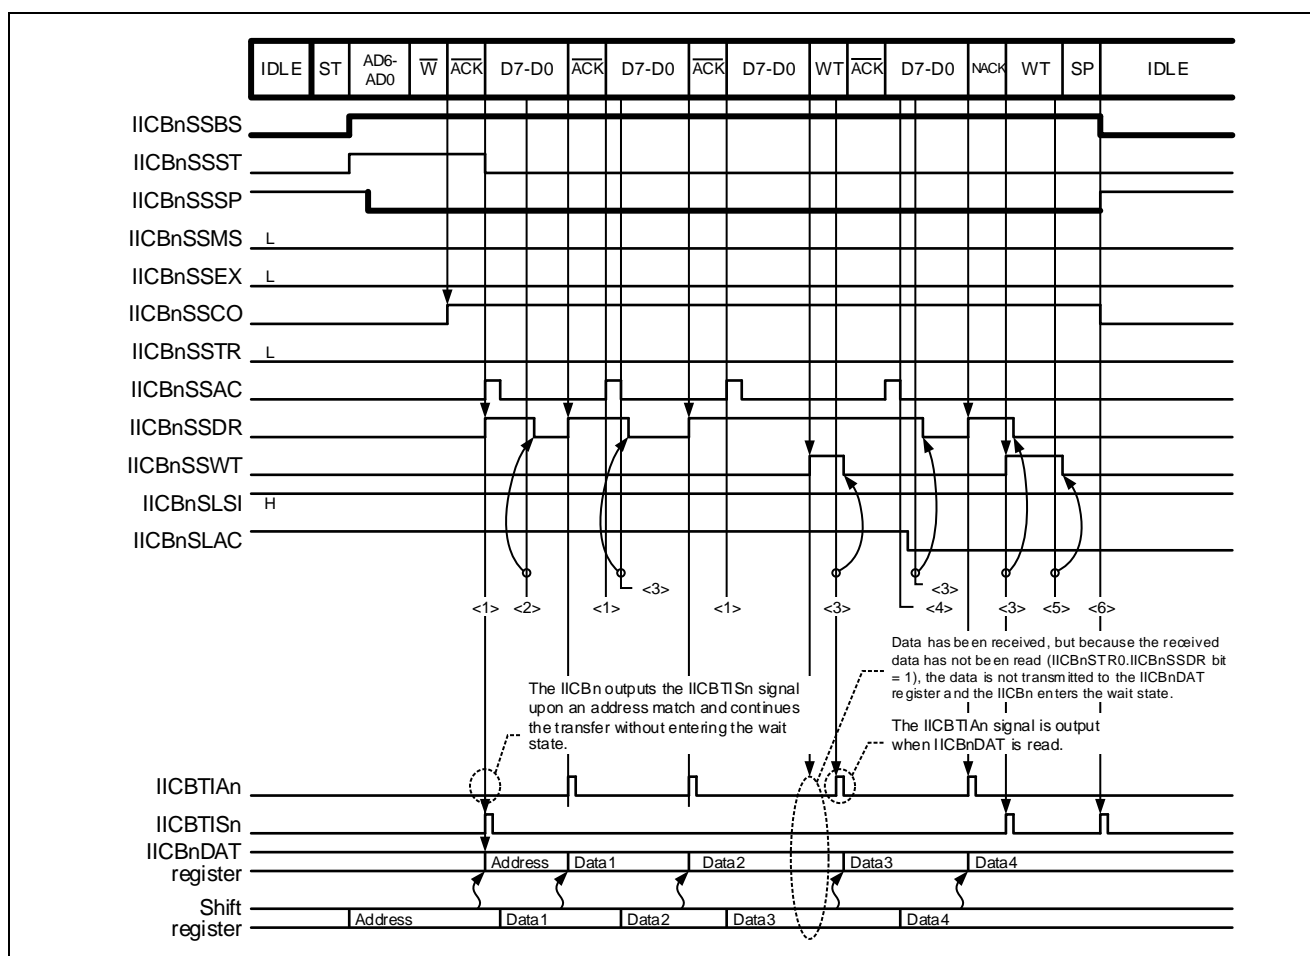 IDLE ST AD6- W ACK D7-D0 ACK D7-D0 ACK D7-D0 WT ACK D7-D0 NACK WT SP IDLE
AD0
IICBnSSBS
IICBnSSST
IICBnSSSP
IICBnSSMS L
IICBnSSEX L
IICBnSSCO
IICBnSSTR L
IICBnSSAC
IICBnSSDR
IICBnSSWT
IICBnSLSI H
IICBnSLAC
<3> <3>
<1> <2> <1> <1> <3> <4> <3> <5> <6>
Data has been received, but because the received
data has not been read (IICBnSTR0.IICBnSSDR bit
= 1), the data is not transmitted to the IICBnDAT
register and the IICBn enters the wait state.
The IICBn outputs the IICBTISn signal
upon an address match and continues
the transfer without entering the wait
state.
The IICBTIAn signal is output
when IICBnDAT is read.
IICBTIAn
IICBTISn
IICBnDAT
register
Address Data1 Data2 Data3 Data4
Shift
register
Address Data1 Data2 Data3 Data4